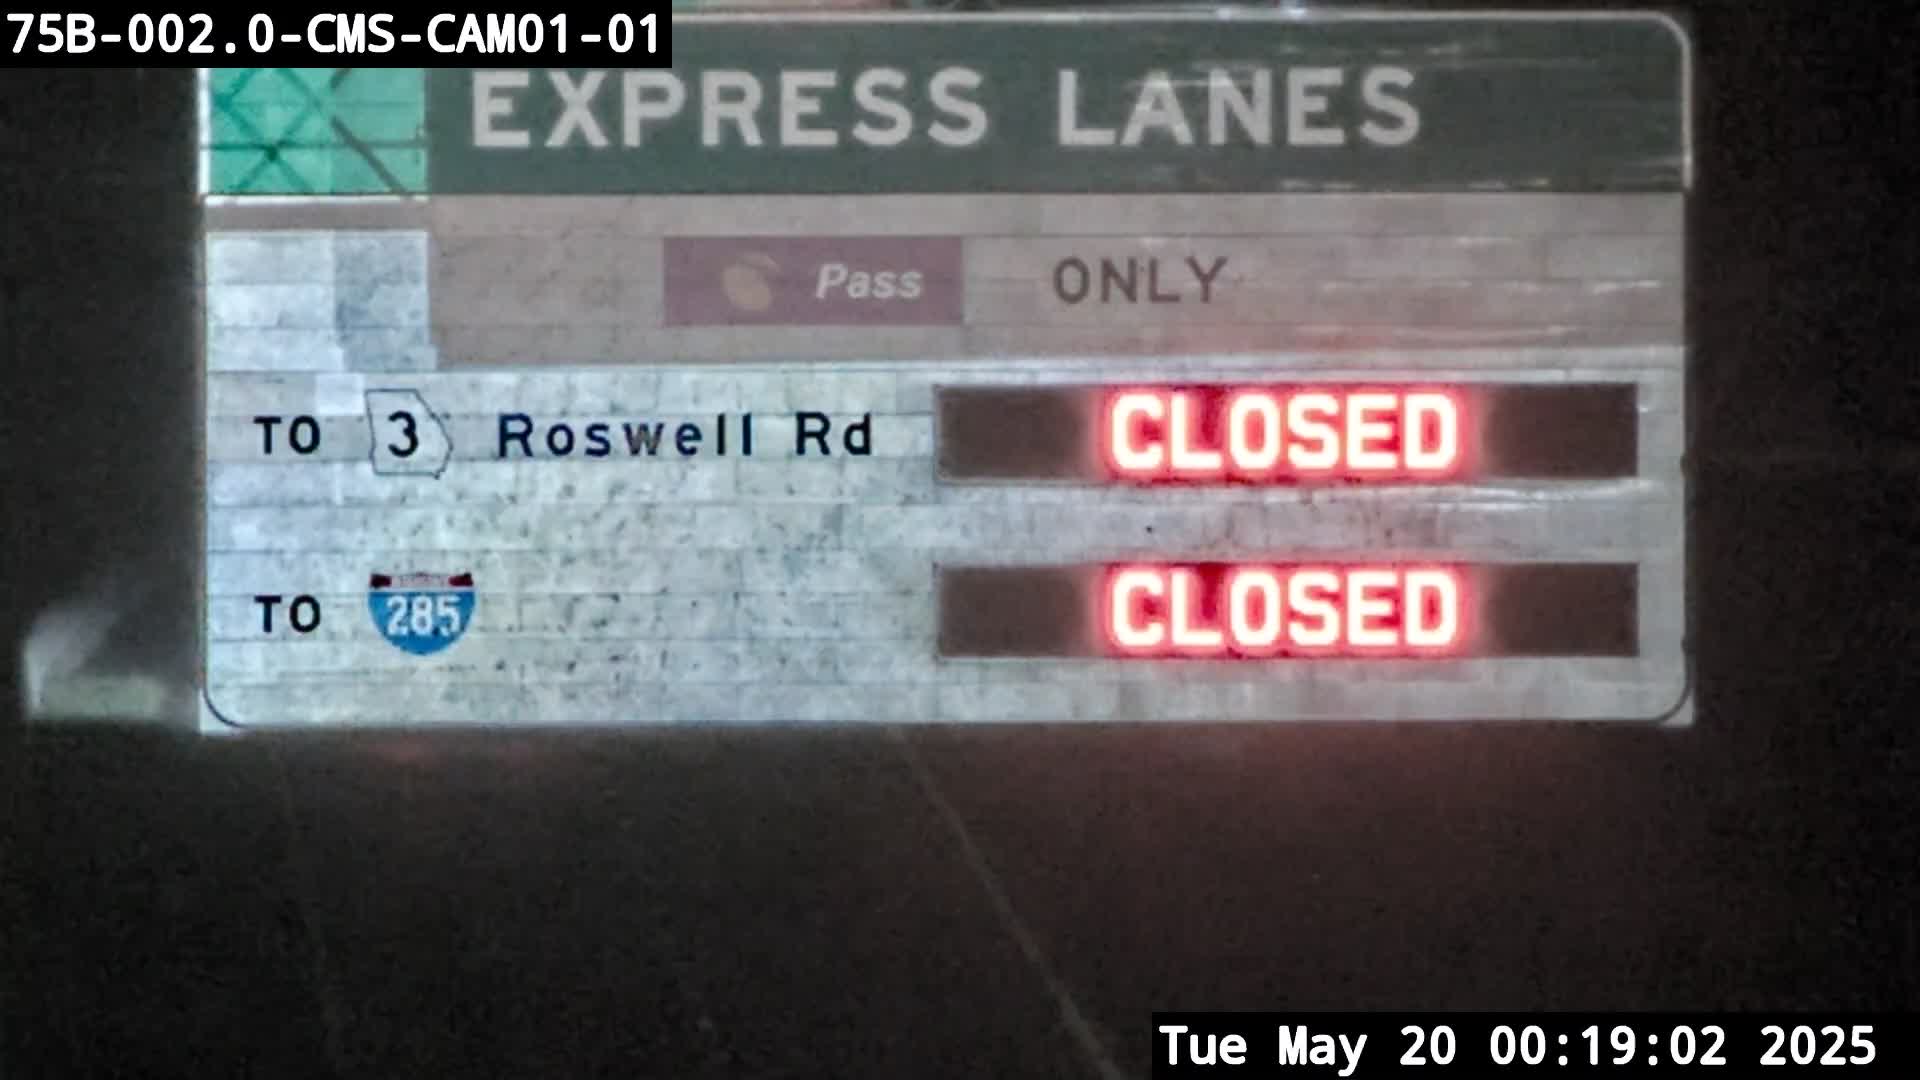 75B-002.0-CMS-CAM01-01
EXPRESS LANES
Pass ONLY
TO 3 Roswell Rd CLOSED
TO 285 CLOSED
Tue May 20 00:19:02 2025